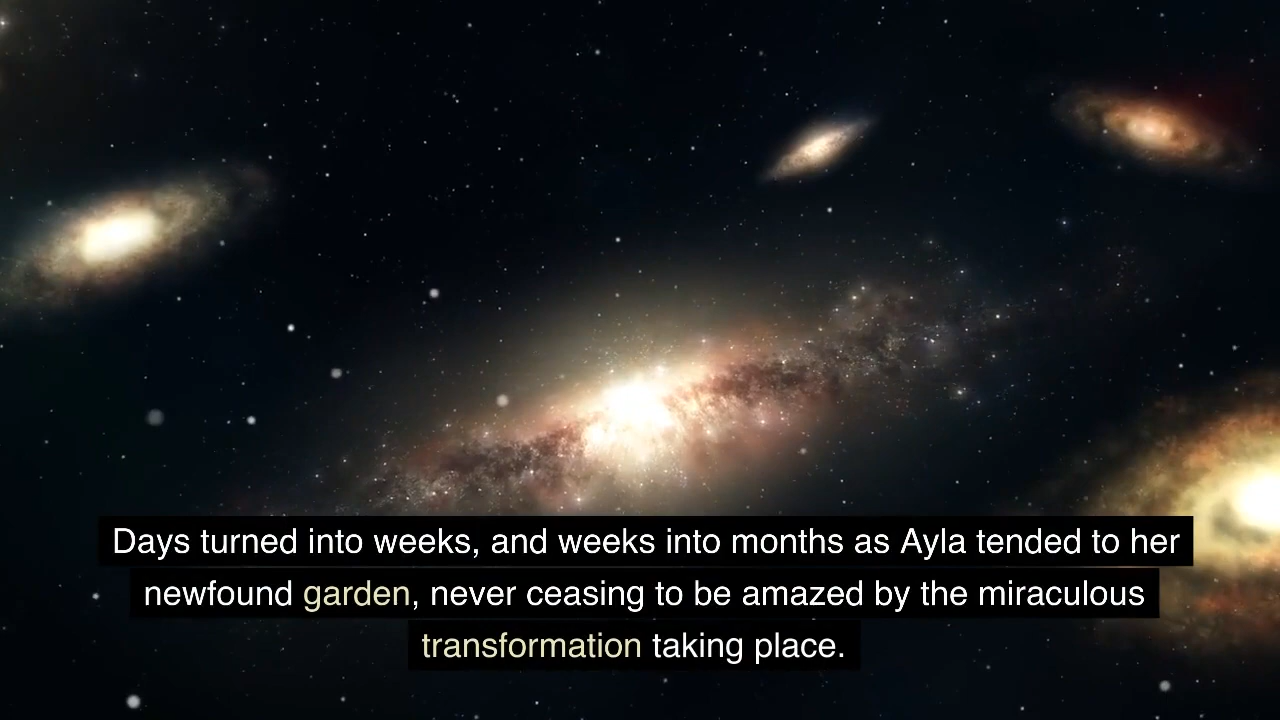 Days turned into weeks, and weeks into months as Ayla tended to her
newfound garden, never ceasing to be amazed by the miraculous
transformation taking place.